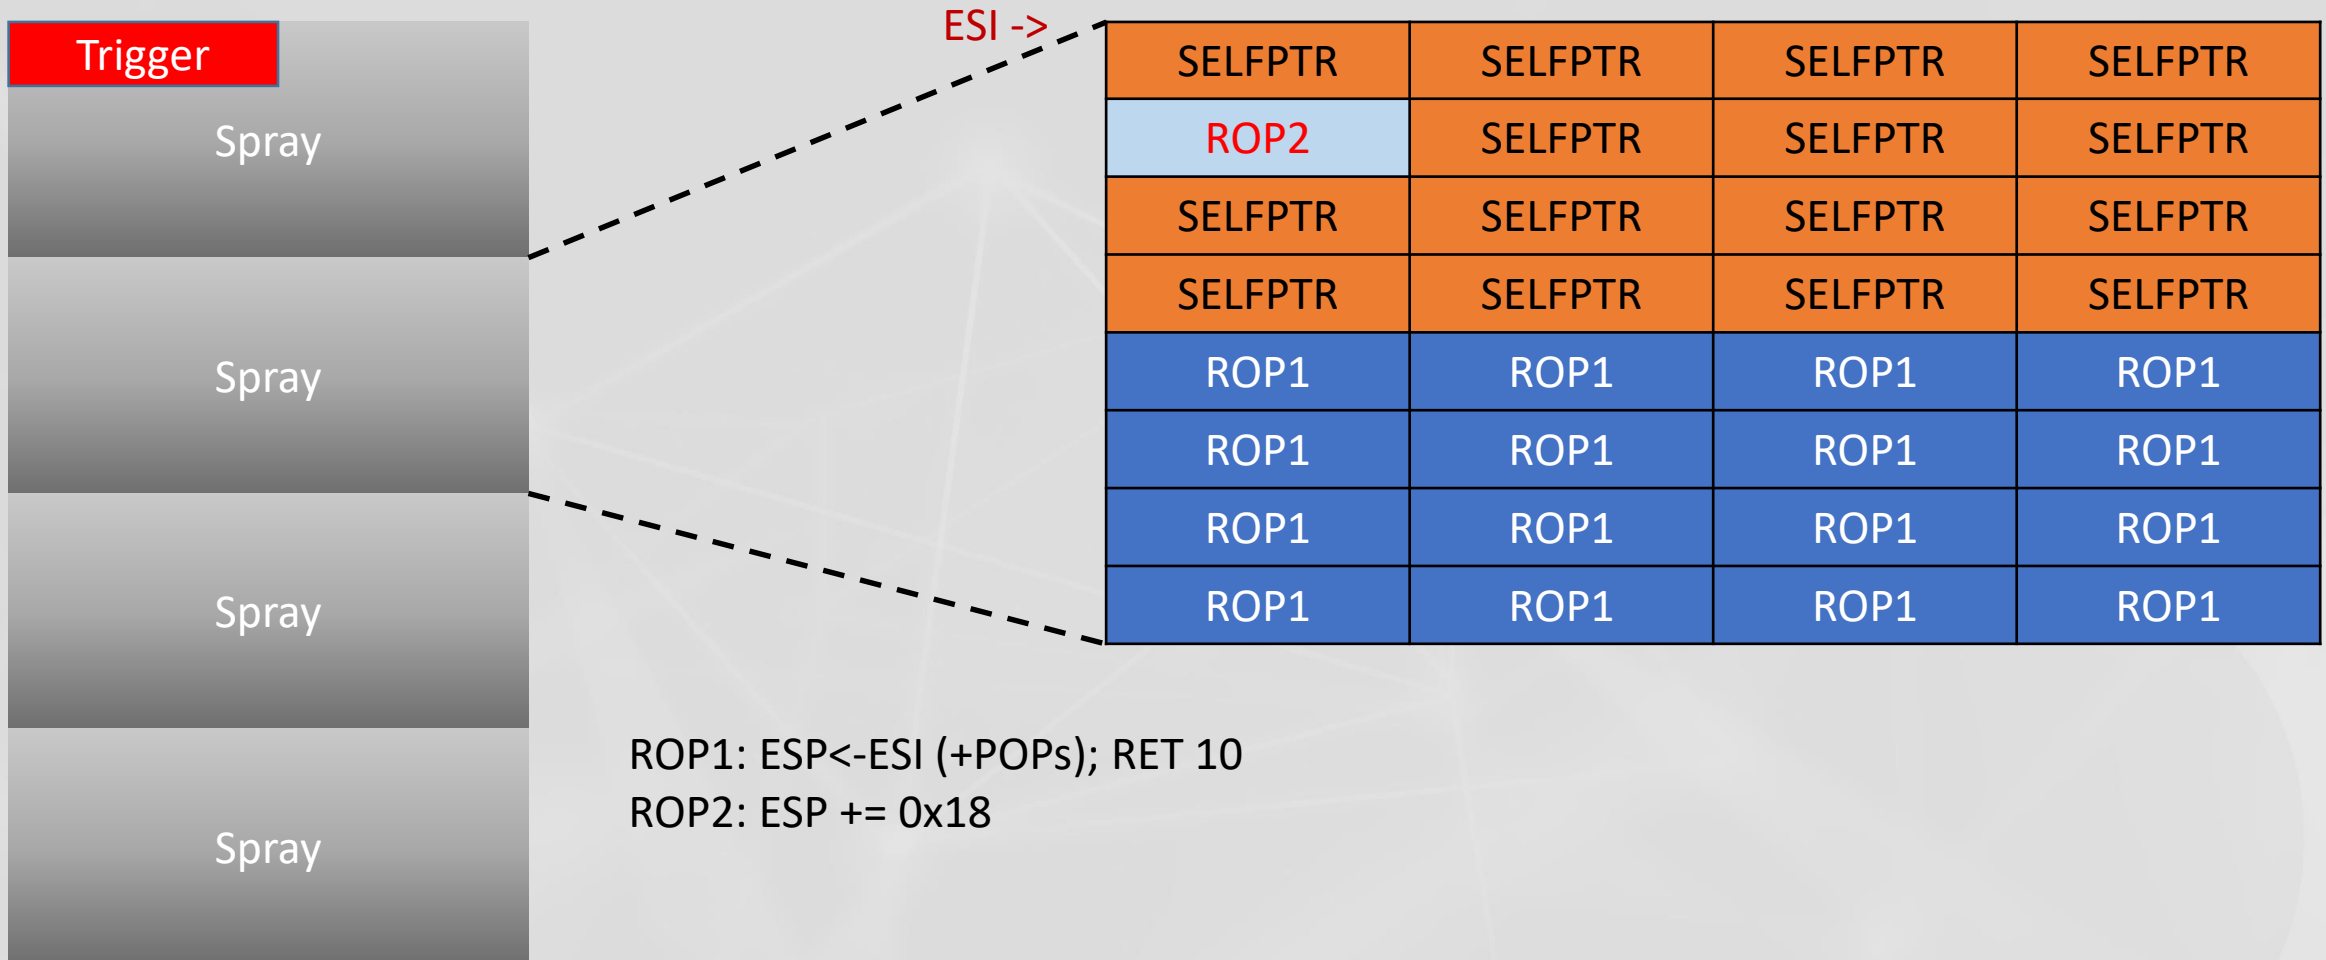 Trigger
Spray
Spray
Spray
Spray
ESI ->
SELFPTR SELFPTR SELFPTR SELFPTR
ROP2 SELFPTR SELFPTR SELFPTR
SELFPTR SELFPTR SELFPTR SELFPTR
SELFPTR SELFPTR SELFPTR SELFPTR
ROP1 ROP1 ROP1 ROP1
ROP1 ROP1 ROP1 ROP1
ROP1 ROP1 ROP1 ROP1
ROP1 ROP1 ROP1 ROP1
ROP1: ESP<-ESI (+POPs); RET 10
ROP2: ESP += 0x18